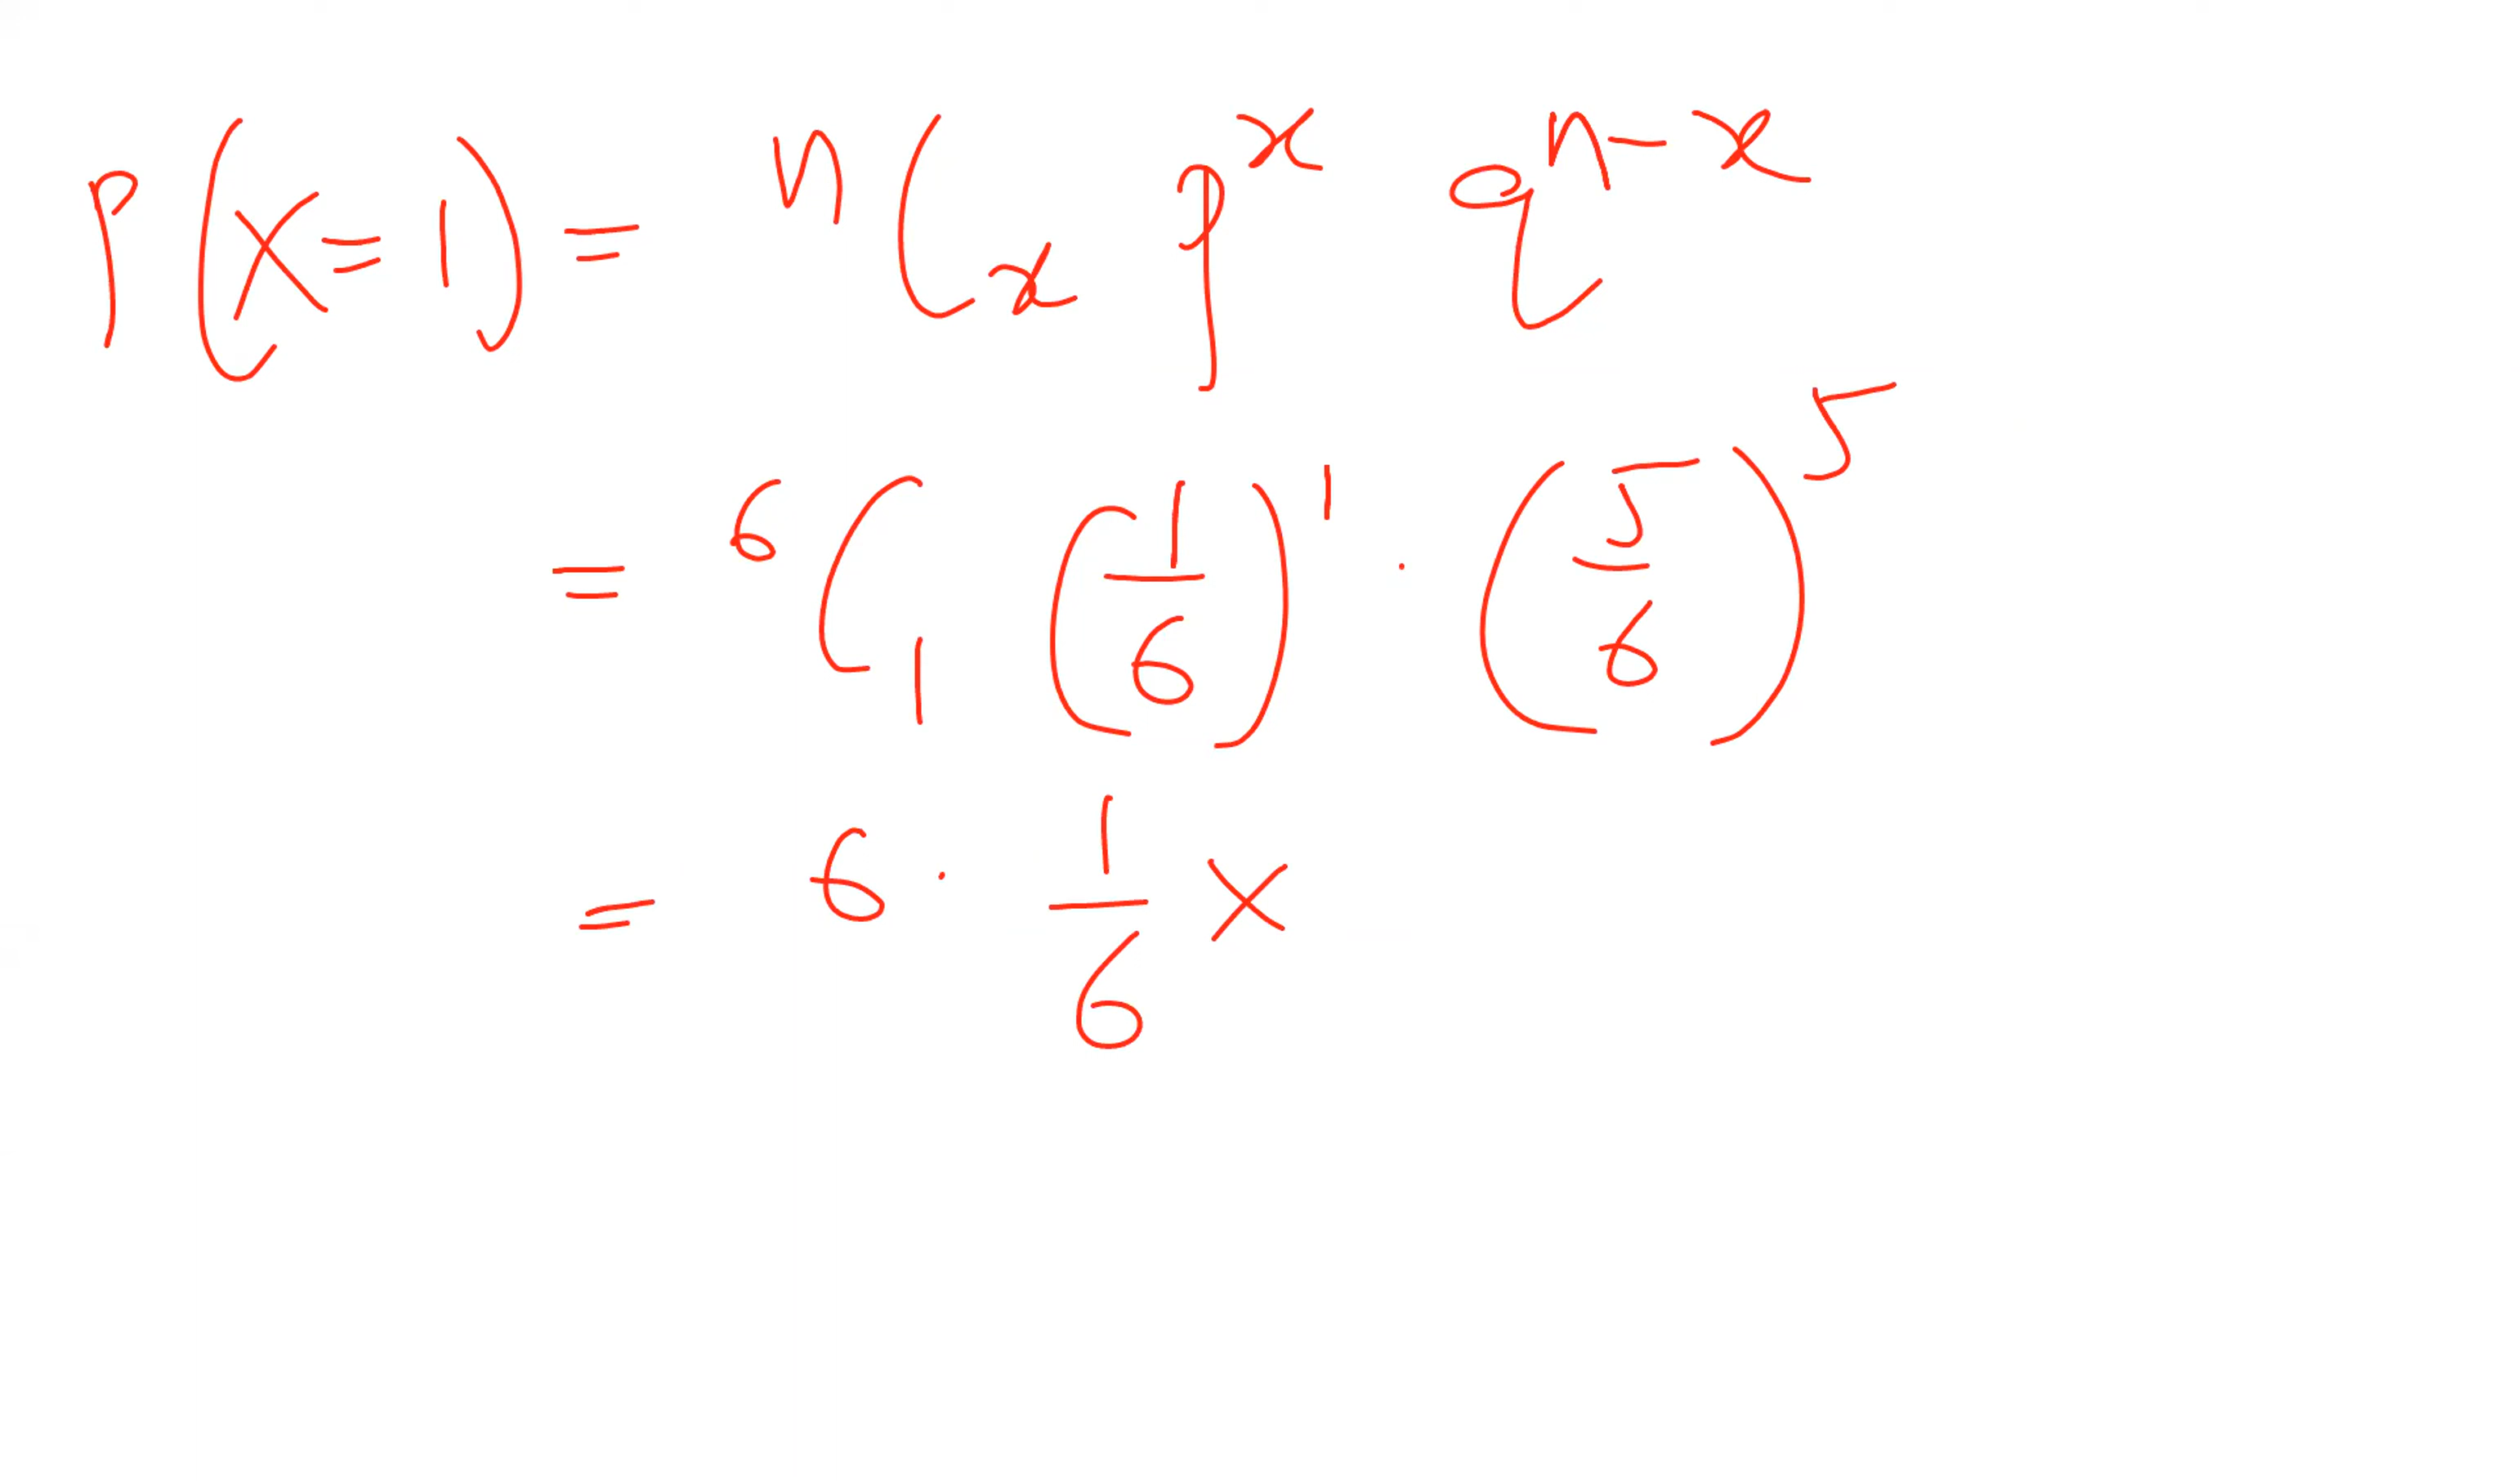 P(X=1) = ⁿCₓ pˣ qⁿ⁻ˣ
= ⁶C₁ (1/6)¹ · (5/6)⁵
= 6 · 1/6 ×